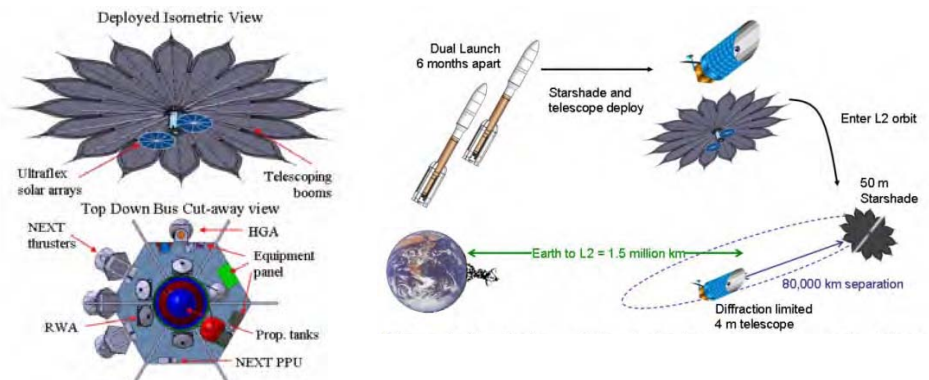 Deployed Isometric View
Ultraflex
solar arrays
Telescoping
booms
Top Down Bus Cut-away view
NEXT
thrusters
HGA
Equipment
panel
RWA
Prop. tanks
NEXT PPU
Dual Launch
6 months apart
Starshade and
telescope deploy
Enter L2 orbit
50 m
Starshade
Earth to L2 = 1.5 million km
80,000 km separation
Diffraction limited
4 m telescope